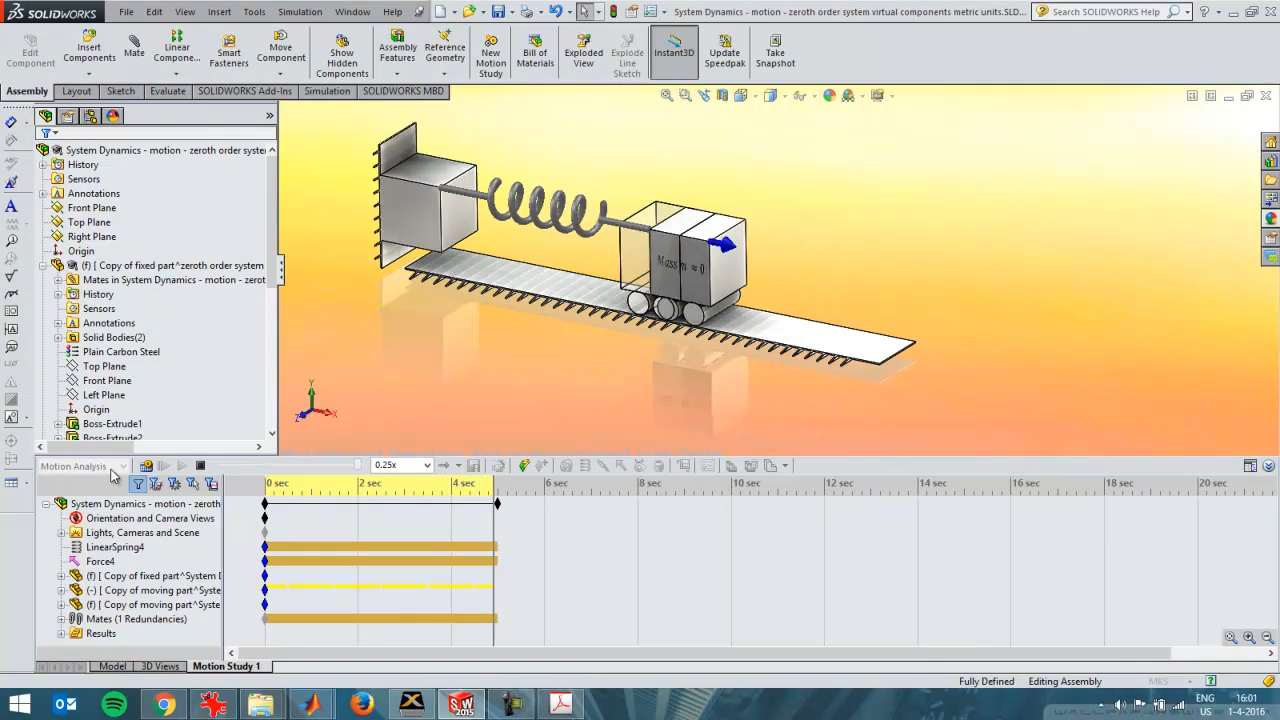 SOLIDWORKS File Edit View Insert Tools Simulation Window Help System Dynamics - motion - zeroth order system virtual components metric units.SLD... Search SOLIDWORKS Help
Edit Component
Insert Components
Mate
Linear Compone...
Smart Fasteners
Move Component
Show Hidden Components
Assembly Features
Reference Geometry
New Motion Study
Bill of Materials
Exploded View
Explode Line Sketch
Instant3D
Update Speedpak
Take Snapshot
Assembly Layout Sketch Evaluate SOLIDWORKS Add-Ins Simulation SOLIDWORKS MBD
System Dynamics - motion - zeroth order syste
History
Sensors
Annotations
Front Plane
Top Plane
Right Plane
Origin
(f) [ Copy of fixed part^zeroth order system
Mates in System Dynamics - motion - zerot
History
Sensors
Annotations
Solid Bodies(2)
Plain Carbon Steel
Top Plane
Front Plane
Left Plane
Origin
Boss-Extrude1
Boss-Extrude2
Mass m ≈ 0
Y
Z X
Motion Analysis 0.25x
0 sec 2 sec 4 sec 6 sec 8 sec 10 sec 12 sec 14 sec 16 sec 18 sec 20 sec
System Dynamics - motion - zeroth
Orientation and Camera Views
Lights, Cameras and Scene
LinearSpring4
Force4
(f) [ Copy of fixed part^System D
(-) [ Copy of moving part^Syste
(f) [ Copy of moving part^Syste
Mates (1 Redundancies)
Results
Model 3D Views Motion Study 1
Fully Defined Editing Assembly MKS
ENG 16:01
US 1-4-2016
SW
2015